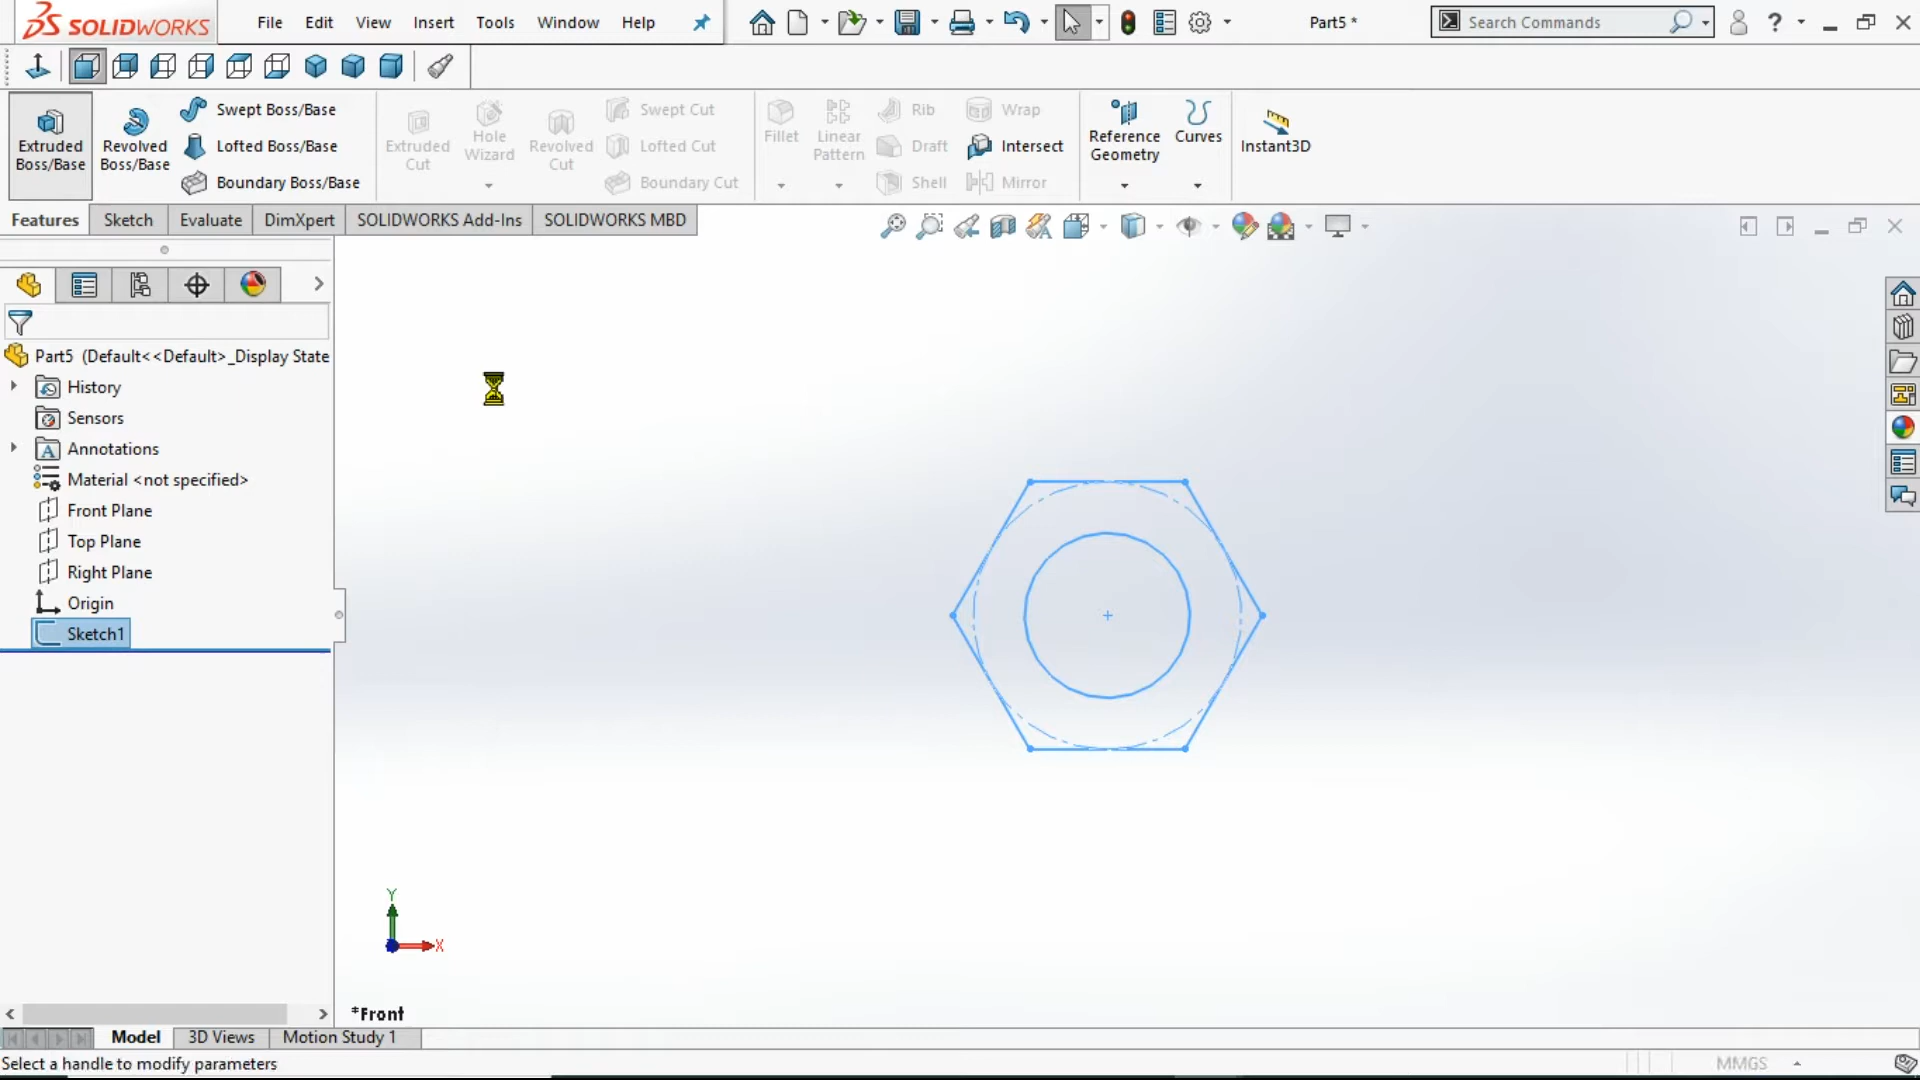 SOLIDWORKS File Edit View Insert Tools Window Help Part5 * Search Commands ?
Extruded Boss/Base
Revolved Boss/Base
Swept Boss/Base
Lofted Boss/Base
Boundary Boss/Base
Extruded Cut
Hole Wizard
Revolved Cut
Swept Cut
Lofted Cut
Boundary Cut
Fillet
Linear Pattern
Rib
Draft
Shell
Wrap
Intersect
Mirror
Reference Geometry
Curves
Instant3D
Features Sketch Evaluate DimXpert SOLIDWORKS Add-Ins SOLIDWORKS MBD
Part5 (Default<<Default>_Display State
History
Sensors
Annotations
Material <not specified>
Front Plane
Top Plane
Right Plane
Origin
Sketch1
Y
X
*Front
Model 3D Views Motion Study 1
Select a handle to modify parameters MMGS